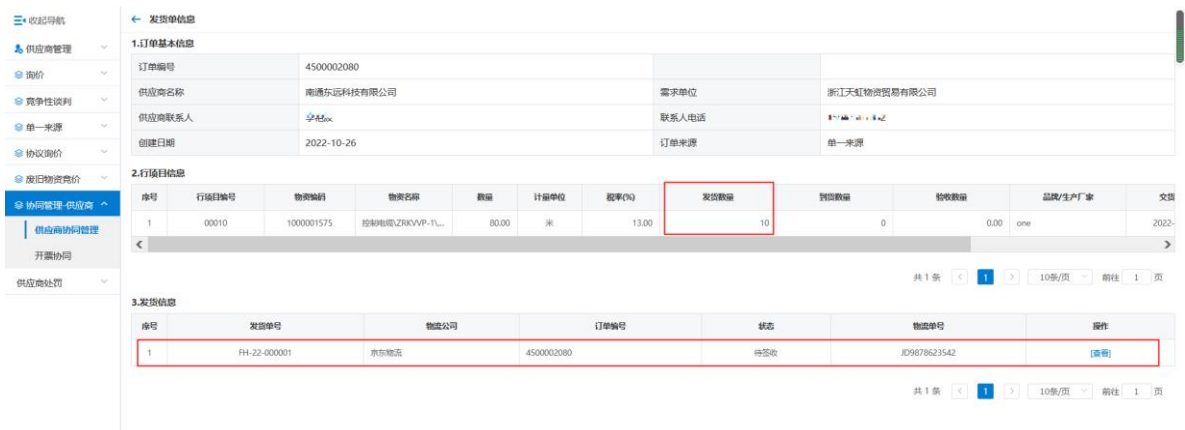 收起导航
← 发货单信息
供应商管理
询价
竞争性谈判
单一来源
协议询价
废旧物资竞价
协同管理-供应商
供应商协同管理
开票协同
供应商处罚
1.订单基本信息
订单编号 4500002080
供应商名称 南通东远科技有限公司 需求单位 浙江天虹物资贸易有限公司
供应商联系人 联系人电话
创建日期 2022-10-26 订单来源 单一来源
2.行项目信息
序号 行项目编号 物资编码 物资名称 数量 计量单位 税率(%) 发货数量 到货数量 验收数量 品牌/生产厂家 交货
1 00010 1000001575 控制电缆\ZRKVVP-1\... 80.00 米 13.00 10 0 0.00 one 2022-
共 1 条 < 1 > 10条/页 前往 1 页
3.发货信息
序号 发货单号 物流公司 订单编号 状态 物流单号 操作
1 FH-22-000001 京东物流 4500002080 待签收 JD9878623542 [查看]
共 1 条 < 1 > 10条/页 前往 1 页